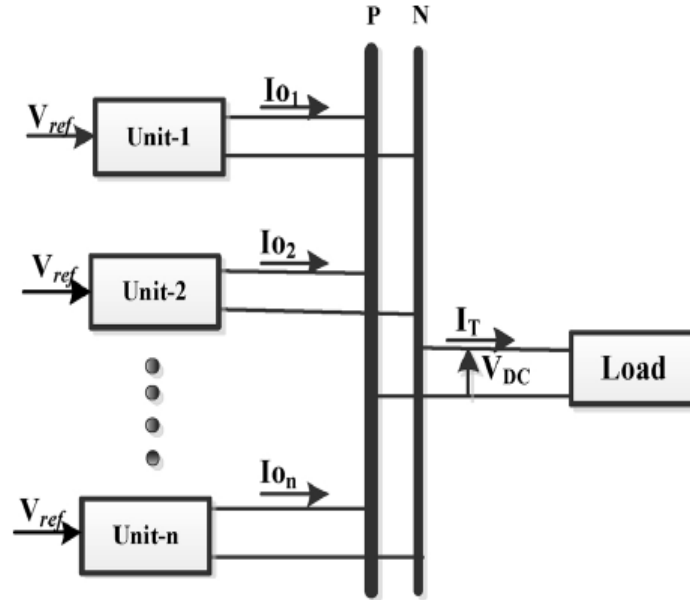 P N
Io1
Vref
Unit-1
Io2
Vref
Unit-2
IT
VDC
Load
Ion
Vref
Unit-n